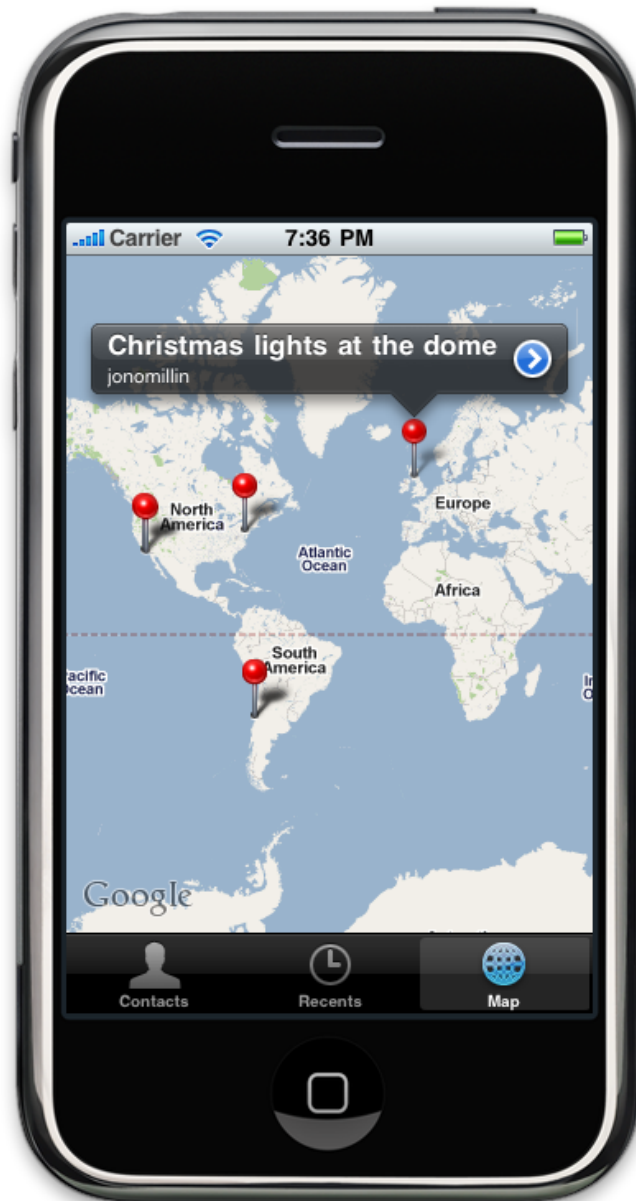 Carrier 7:36 PM
Christmas lights at the dome
jonomillin
North
America
Europe
Atlantic
Ocean
Africa
South
America
acific
Ocean
Google
Contacts Recents Map